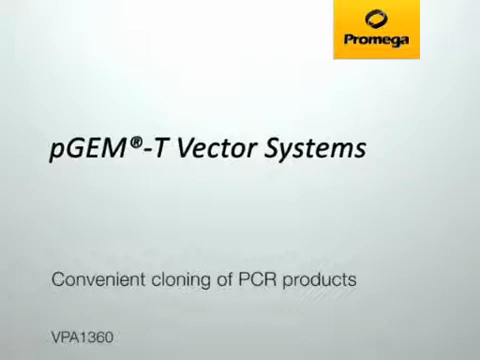 Promega
pGEM®-T Vector Systems
Convenient cloning of PCR products
VPA1360